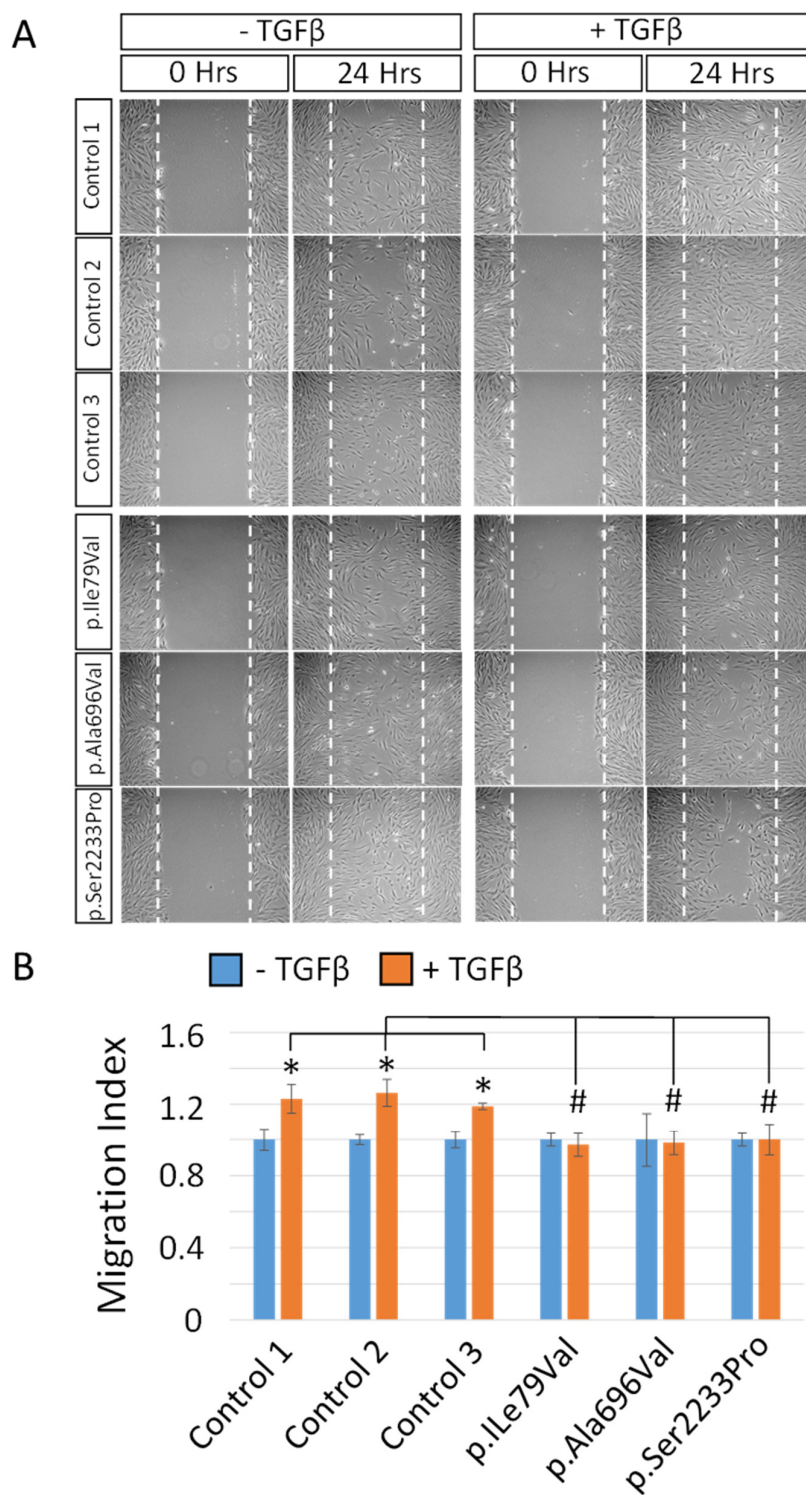 A
- TGFβ
+ TGFβ
0 Hrs
24 Hrs
0 Hrs
24 Hrs
Control 1
Control 2
Control 3
p.Ile79Val
p.Ala696Val
p.Ser2233Pro
B
- TGFβ
+ TGFβ
Migration Index
1.6
1.2
0.8
0.4
0
*
*
*
#
#
#
Control 1
Control 2
Control 3
p.ILe79Val
p.Ala696Val
p.Ser2233Pro